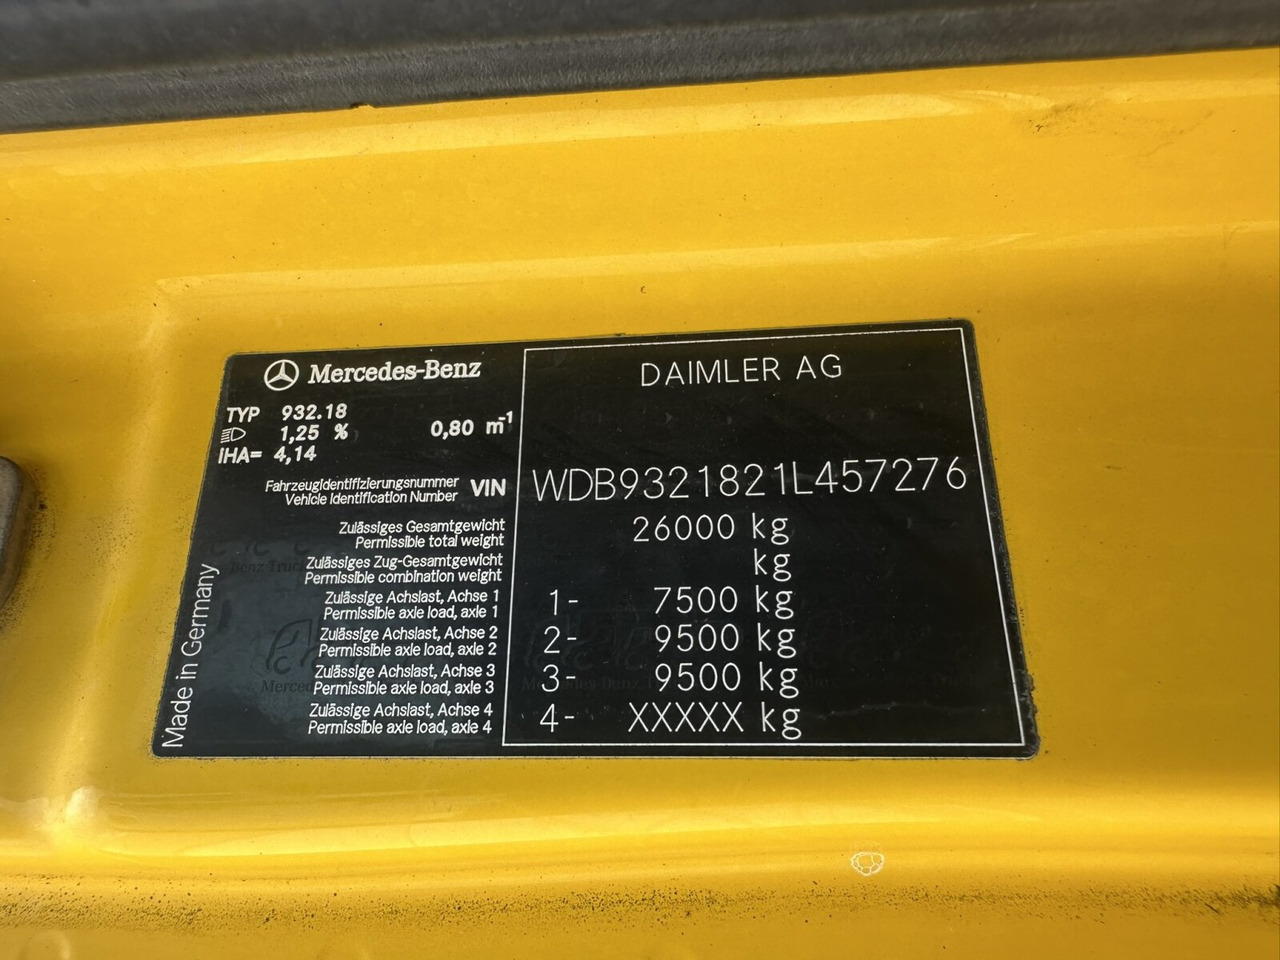 Mercedes-Benz
DAIMLER AG
TYP 932.18
1,25 % 0,80 m-1
IHA= 4,14
Fahrzeugidentifizierungsnummer
Vehicle Identification Number
VIN WDB9321821L457276
Zulässiges Gesamtgewicht
Permissible total weight
26000 kg
Zulässiges Zug-Gesamtgewicht
Permissible combination weight
kg
Zulässige Achslast, Achse 1
Permissible axle load, axle 1
1- 7500 kg
Zulässige Achslast, Achse 2
Permissible axle load, axle 2
2- 9500 kg
Zulässige Achslast, Achse 3
Permissible axle load, axle 3
3- 9500 kg
Zulässige Achslast, Achse 4
Permissible axle load, axle 4
4- XXXXX kg
Made in Germany